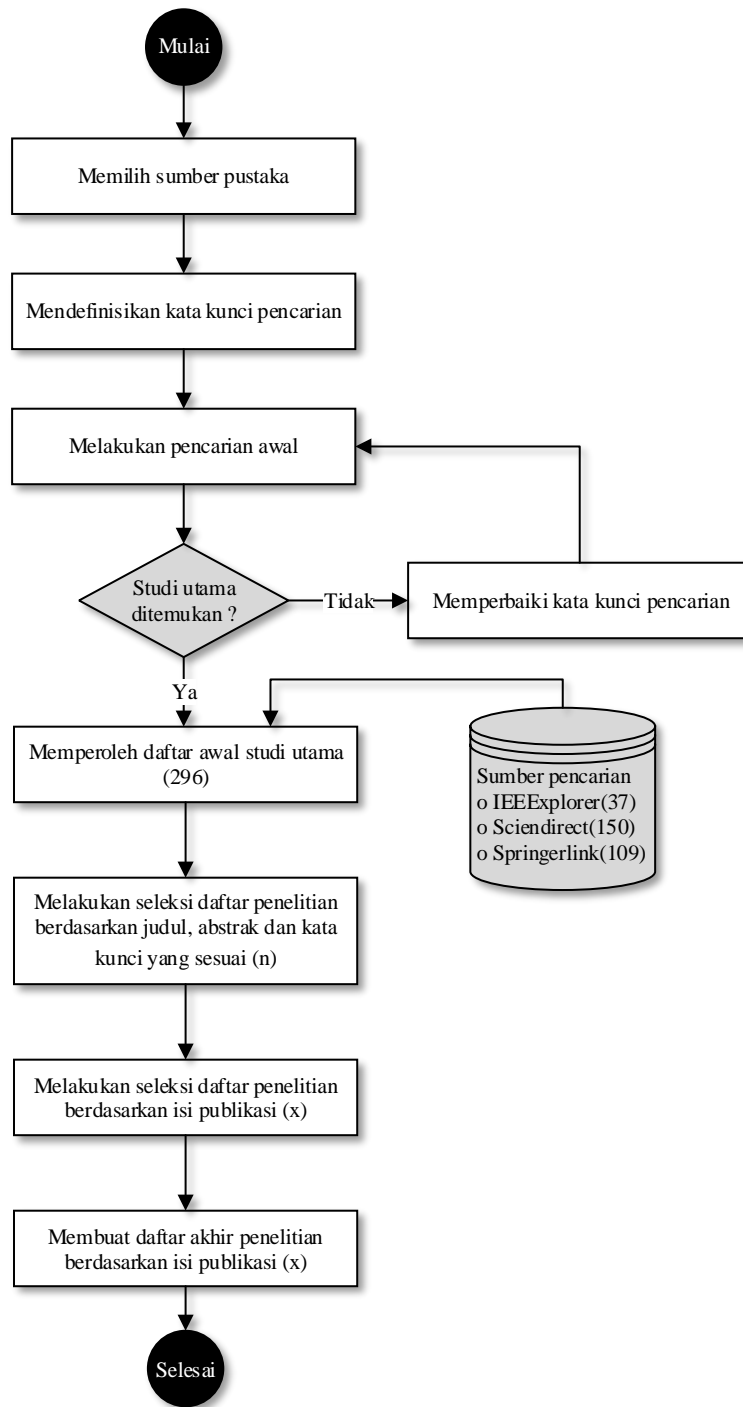 Mulai
Memilih sumber pustaka
Mendefinisikan kata kunci pencarian
Melakukan pencarian awal
Studi utama
ditemukan ?
Tidak
Memperbaiki kata kunci pencarian
Ya
Memperoleh daftar awal studi utama
(296)
Sumber pencarian
o IEEExplorer(37)
o Sciendirect(150)
o Springerlink(109)
Melakukan seleksi daftar penelitian
berdasarkan judul, abstrak dan kata
kunci yang sesuai (n)
Melakukan seleksi daftar penelitian
berdasarkan isi publikasi (x)
Membuat daftar akhir penelitian
berdasarkan isi publikasi (x)
Selesai